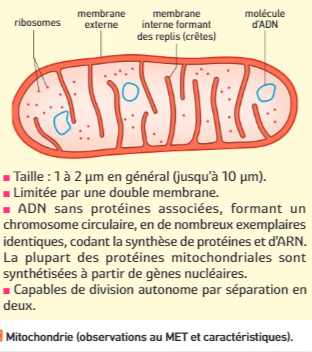 ribosomes
membrane
externe
membrane
interne formant
des replis (crêtes)
molécule
d'ADN
■ Taille : 1 à 2 µm en général (jusqu'à 10 µm).
■ Limitée par une double membrane.
■ ADN sans protéines associées, formant un
chromosome circulaire, en de nombreux exemplaires
identiques, codant la synthèse de protéines et d'ARN.
La plupart des protéines mitochondriales sont
synthétisées à partir de gènes nucléaires.
■ Capables de division autonome par séparation en
deux.
Mitochondrie (observations au MET et caractéristiques).